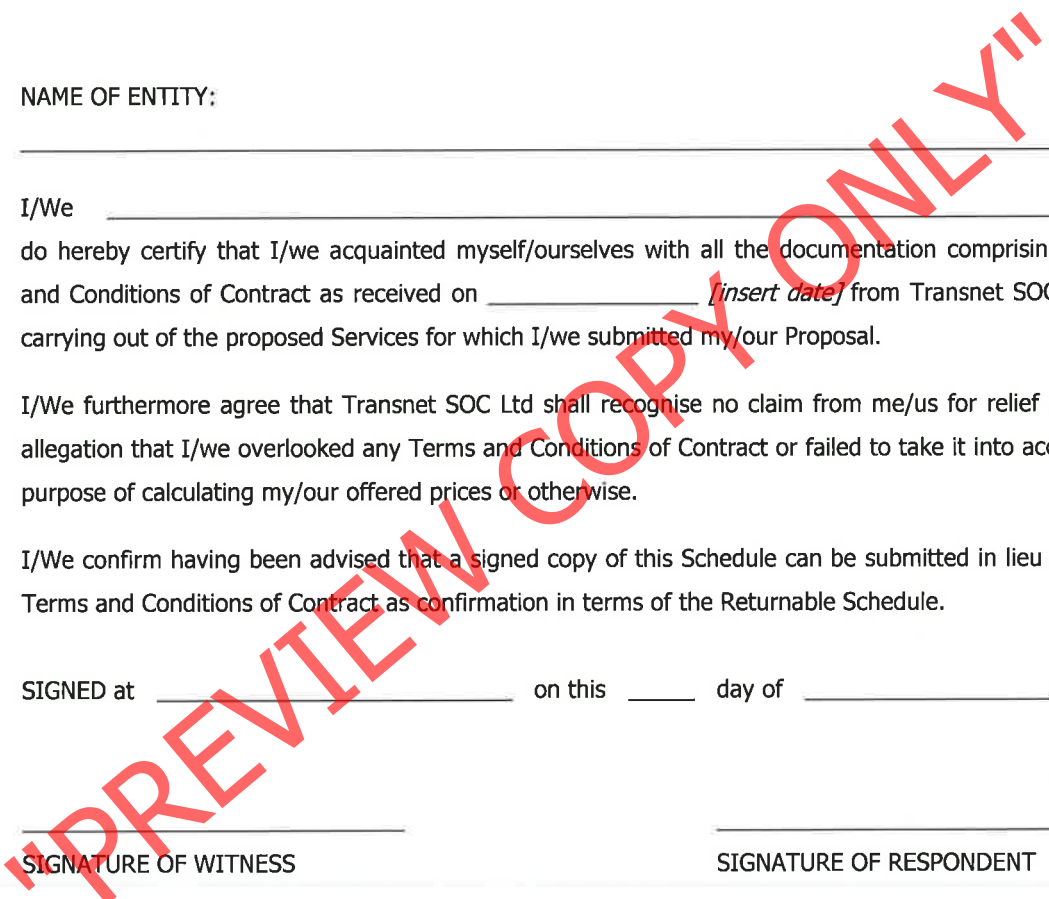 NAME OF ENTITY:
I/We
do hereby certify that I/we acquainted myself/ourselves with all the documentation comprisin
and Conditions of Contract as received on [insert date] from Transnet SOC
carrying out of the proposed Services for which I/we submitted my/our Proposal.
I/We furthermore agree that Transnet SOC Ltd shall recognise no claim from me/us for relief
allegation that I/we overlooked any Terms and Conditions of Contract or failed to take it into acc
purpose of calculating my/our offered prices or otherwise.
I/We confirm having been advised that a signed copy of this Schedule can be submitted in lieu
Terms and Conditions of Contract as confirmation in terms of the Returnable Schedule.
SIGNED at on this day of
SIGNATURE OF WITNESS SIGNATURE OF RESPONDENT
"PREVIEW COPY ONLY"